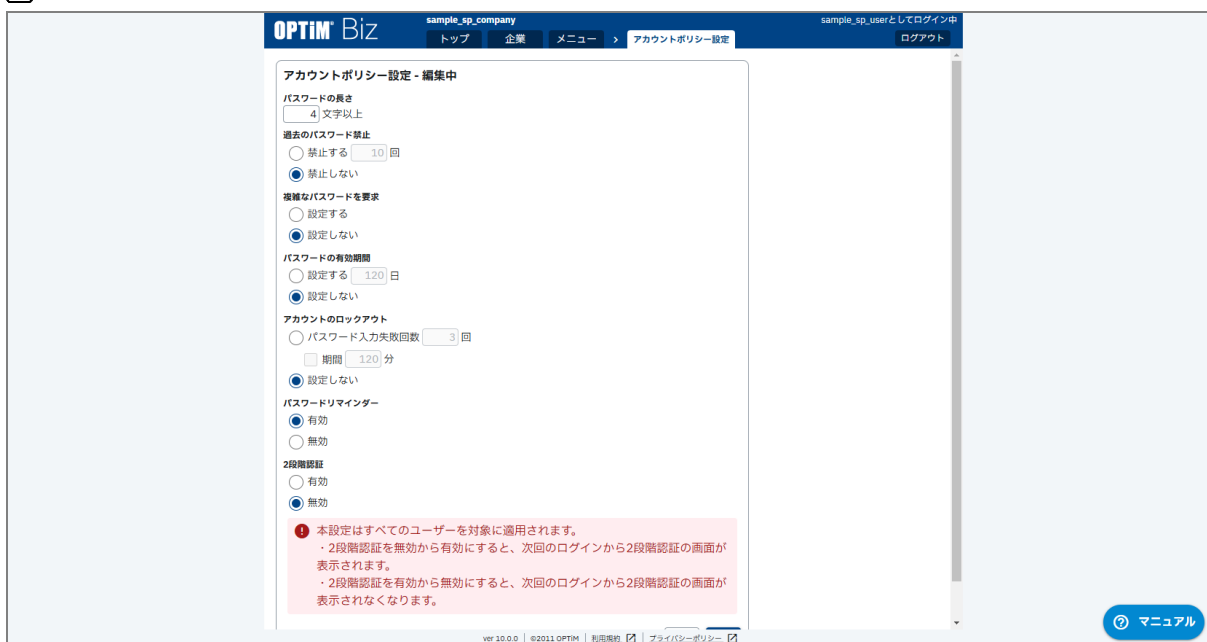 OPTiM Biz
sample_sp_company
sample_sp_userとしてログイン中
トップ 企業 メニュー › アカウントポリシー設定
ログアウト
アカウントポリシー設定 - 編集中
パスワードの長さ
4 文字以上
過去のパスワード禁止
禁止する 10 回
禁止しない
複雑なパスワードを要求
設定する
設定しない
パスワードの有効期間
設定する 120 日
設定しない
アカウントのロックアウト
パスワード入力失敗回数 3 回
期間 120 分
設定しない
パスワードリマインダー
有効
無効
2段階認証
有効
無効
本設定はすべてのユーザーを対象に適用されます。
・2段階認証を無効から有効にすると、次回のログインから2段階認証の画面が
表示されます。
・2段階認証を有効から無効にすると、次回のログインから2段階認証の画面が
表示されなくなります。
マニュアル
ver 10.0.0 | ©2011 OPTiM | 利用規約 | プライバシーポリシー